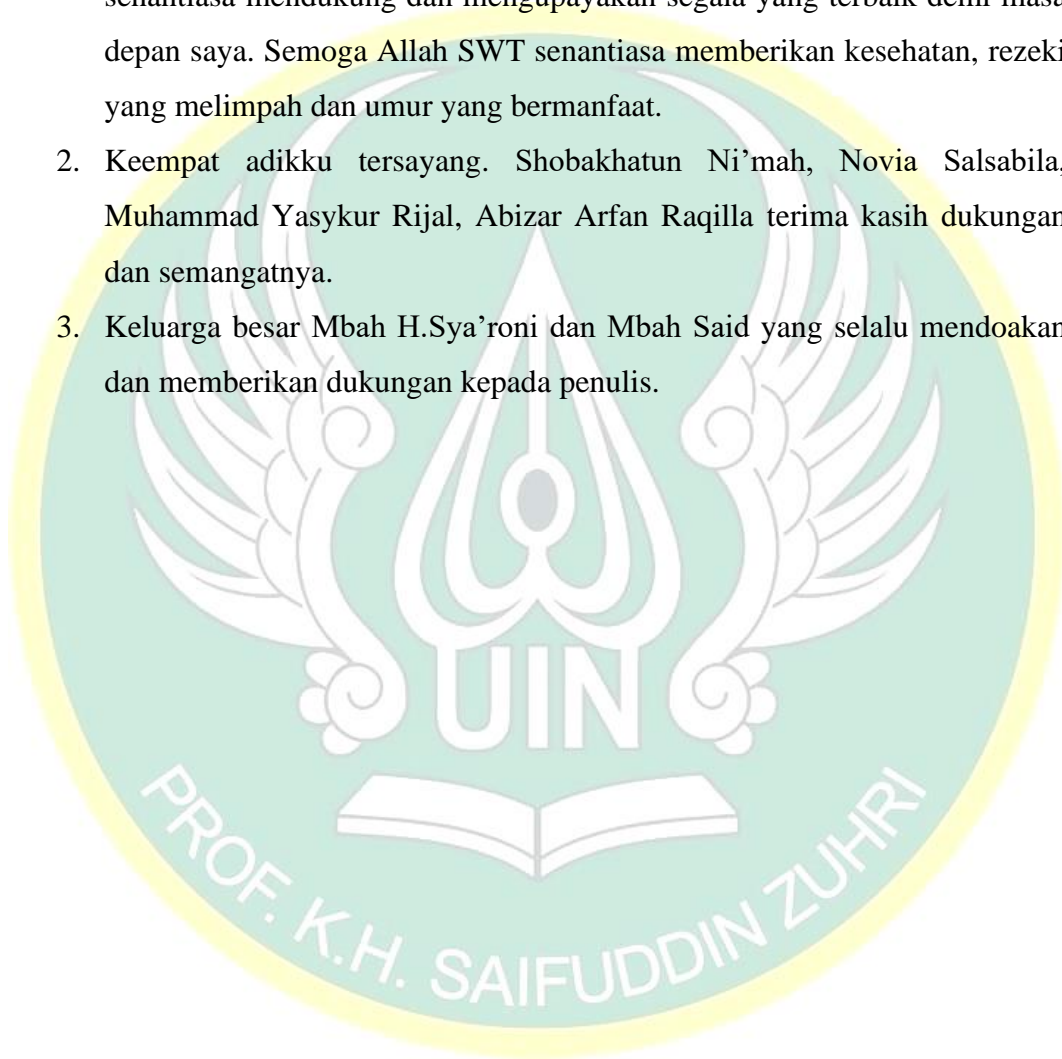 senantiasa mendukung dan mengupayakan segala yang terbaik demi masa
depan saya. Semoga Allah SWT senantiasa memberikan kesehatan, rezeki
yang melimpah dan umur yang bermanfaat.
2. Keempat adikku tersayang. Shobakhatun Ni’mah, Novia Salsabila,
Muhammad Yasykur Rijal, Abizar Arfan Raqilla terima kasih dukungan
dan semangatnya.
3. Keluarga besar Mbah H.Sya’roni dan Mbah Said yang selalu mendoakan
dan memberikan dukungan kepada penulis.
UIN
PROF. K.H. SAIFUDDIN ZUHRI